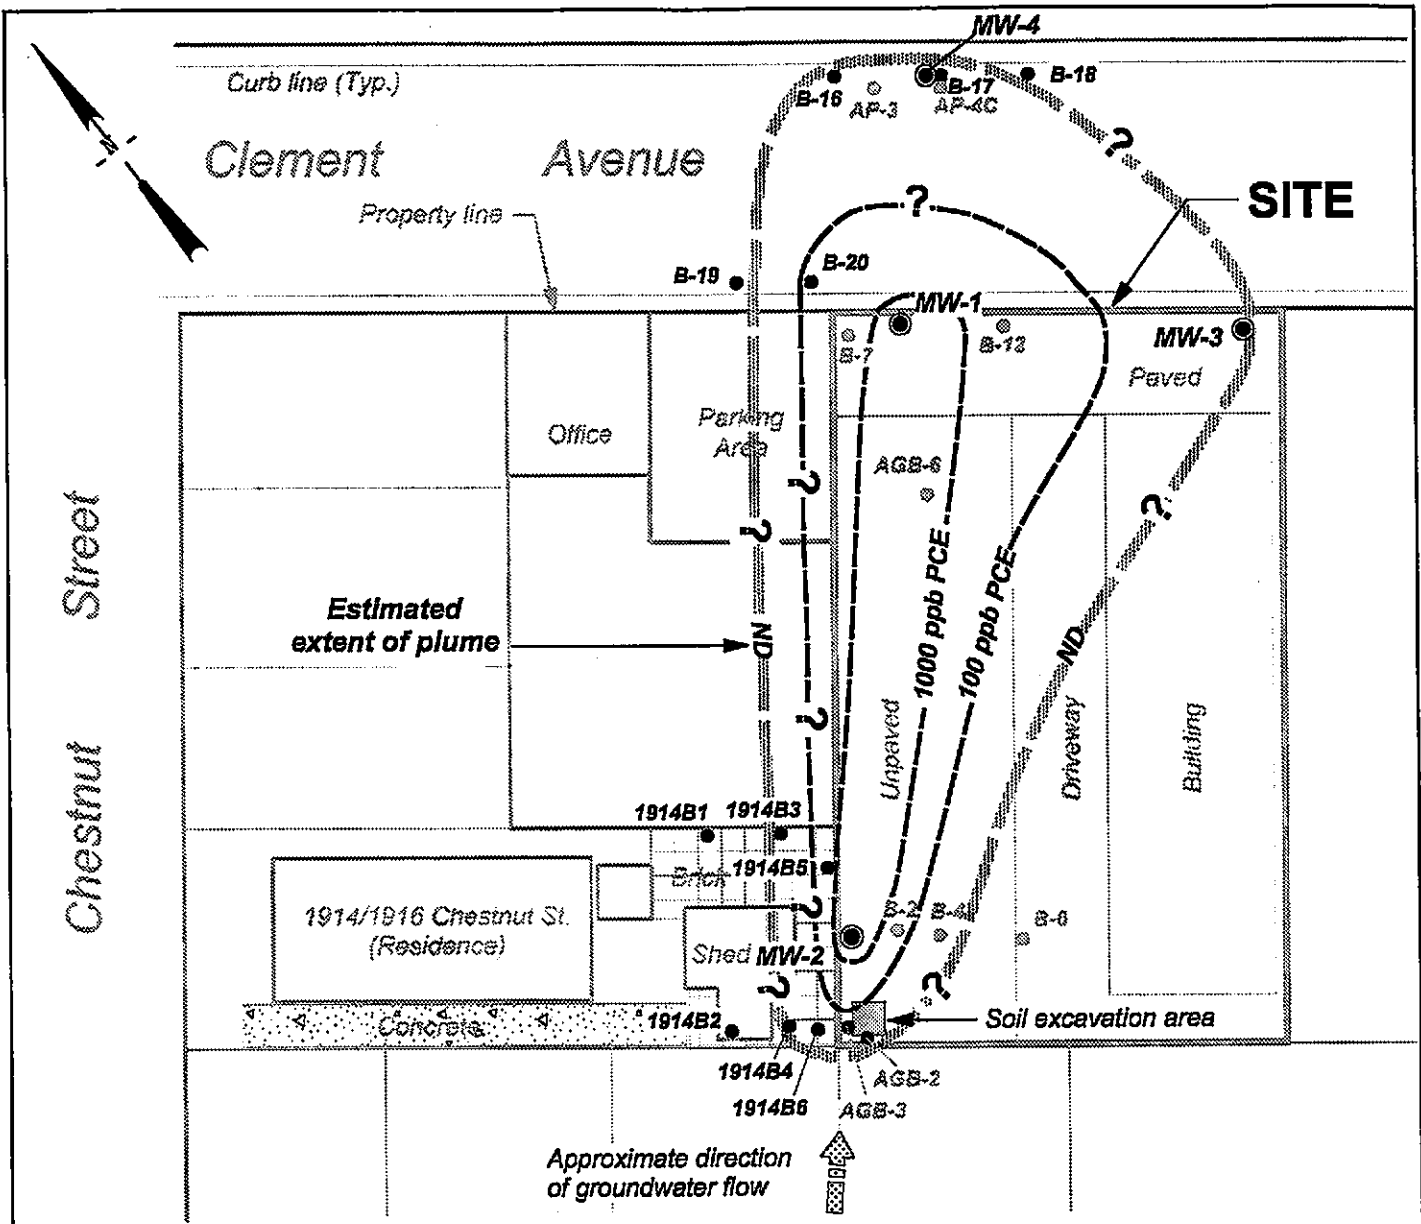 MW-4
Curb line (Typ.)
B-16
B-17
B-18
AP-3
AP-4C
N
Clement Avenue
?
Property line
?
SITE
B-19
B-20
MW-1
B-7
B-12
MW-3
Paved
Office
Parking
Area
AGB-6
?
?
?
Street
Estimated
extent of plume
ND
1000 ppb PCE
100 ppb PCE
ND
?
Unpaved
Driveway
Building
Chestnut
1914B1
1914B3
Brick
1914B5
1914/1916 Chestnut St.
(Residence)
?
B-2
B-4
B-6
Shed
MW-2
?
?
Concrete
1914B2
Soil excavation area
1914B4
AGB-2
1914B6
AGB-3
Approximate direction
of groundwater flow